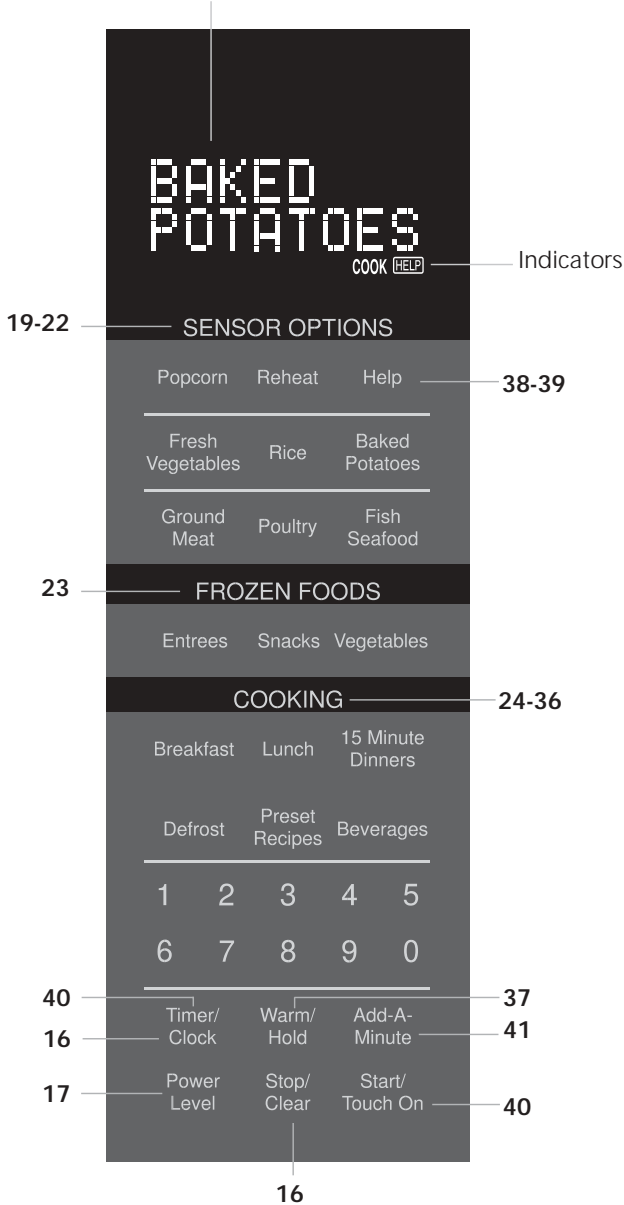 BAKED
POTATOES
COOK HELP
Indicators
19-22
SENSOR OPTIONS
Popcorn Reheat Help
38-39
Fresh
Vegetables
Rice
Baked
Potatoes
Ground
Meat
Poultry
Fish
Seafood
23
FROZEN FOODS
Entrees Snacks Vegetables
COOKING
24-36
Breakfast Lunch
15 Minute
Dinners
Defrost
Preset
Recipes
Beverages
1 2 3 4 5
6 7 8 9 0
40
Timer/
Clock
16
37
Warm/
Hold
Add-A-
Minute
41
17
Power
Level
Stop/
Clear
Start/
Touch On
40
16